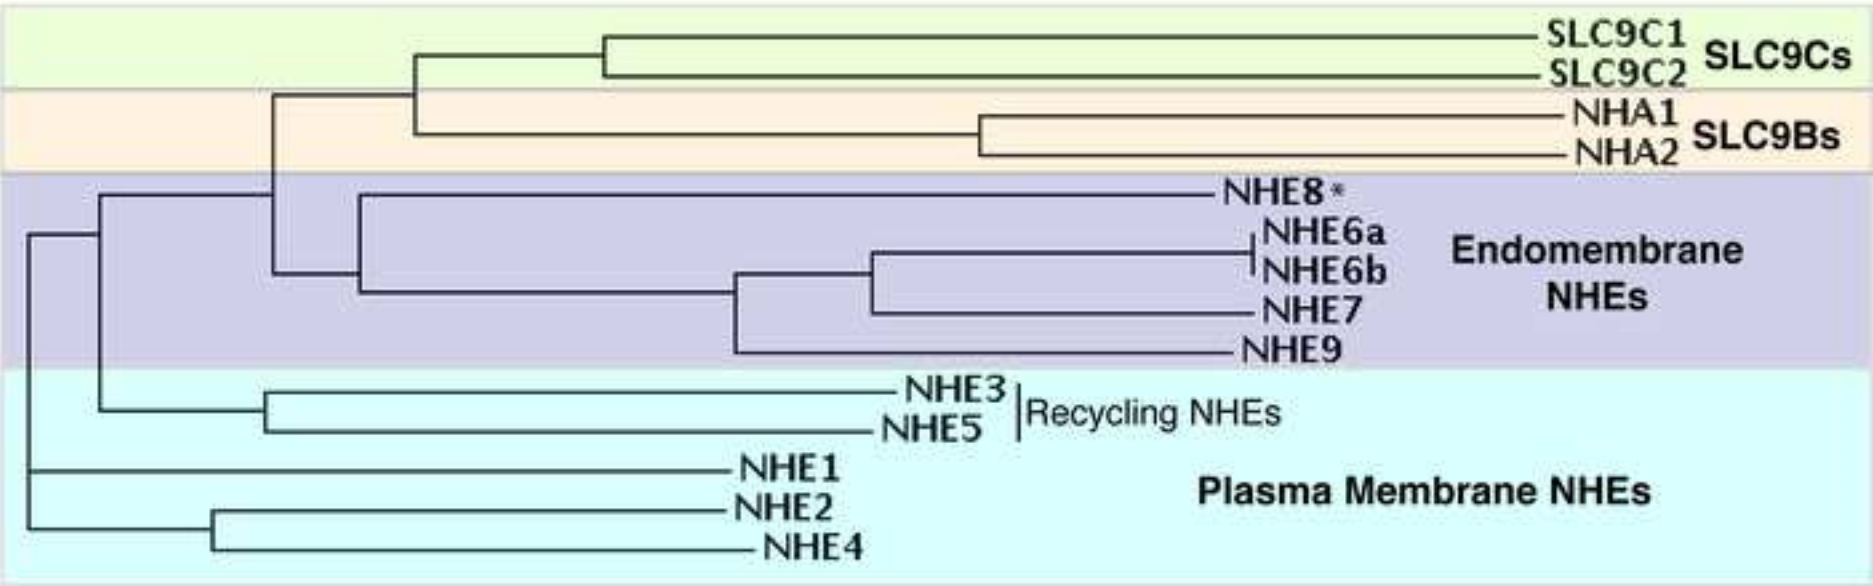 SLC9C1
SLC9C2
SLC9Cs
NHA1
NHA2
SLC9Bs
NHE8*
NHE6a
NHE6b
NHE7
NHE9
Endomembrane
NHEs
NHE3
NHE5
Recycling NHEs
NHE1
NHE2
NHE4
Plasma Membrane NHEs